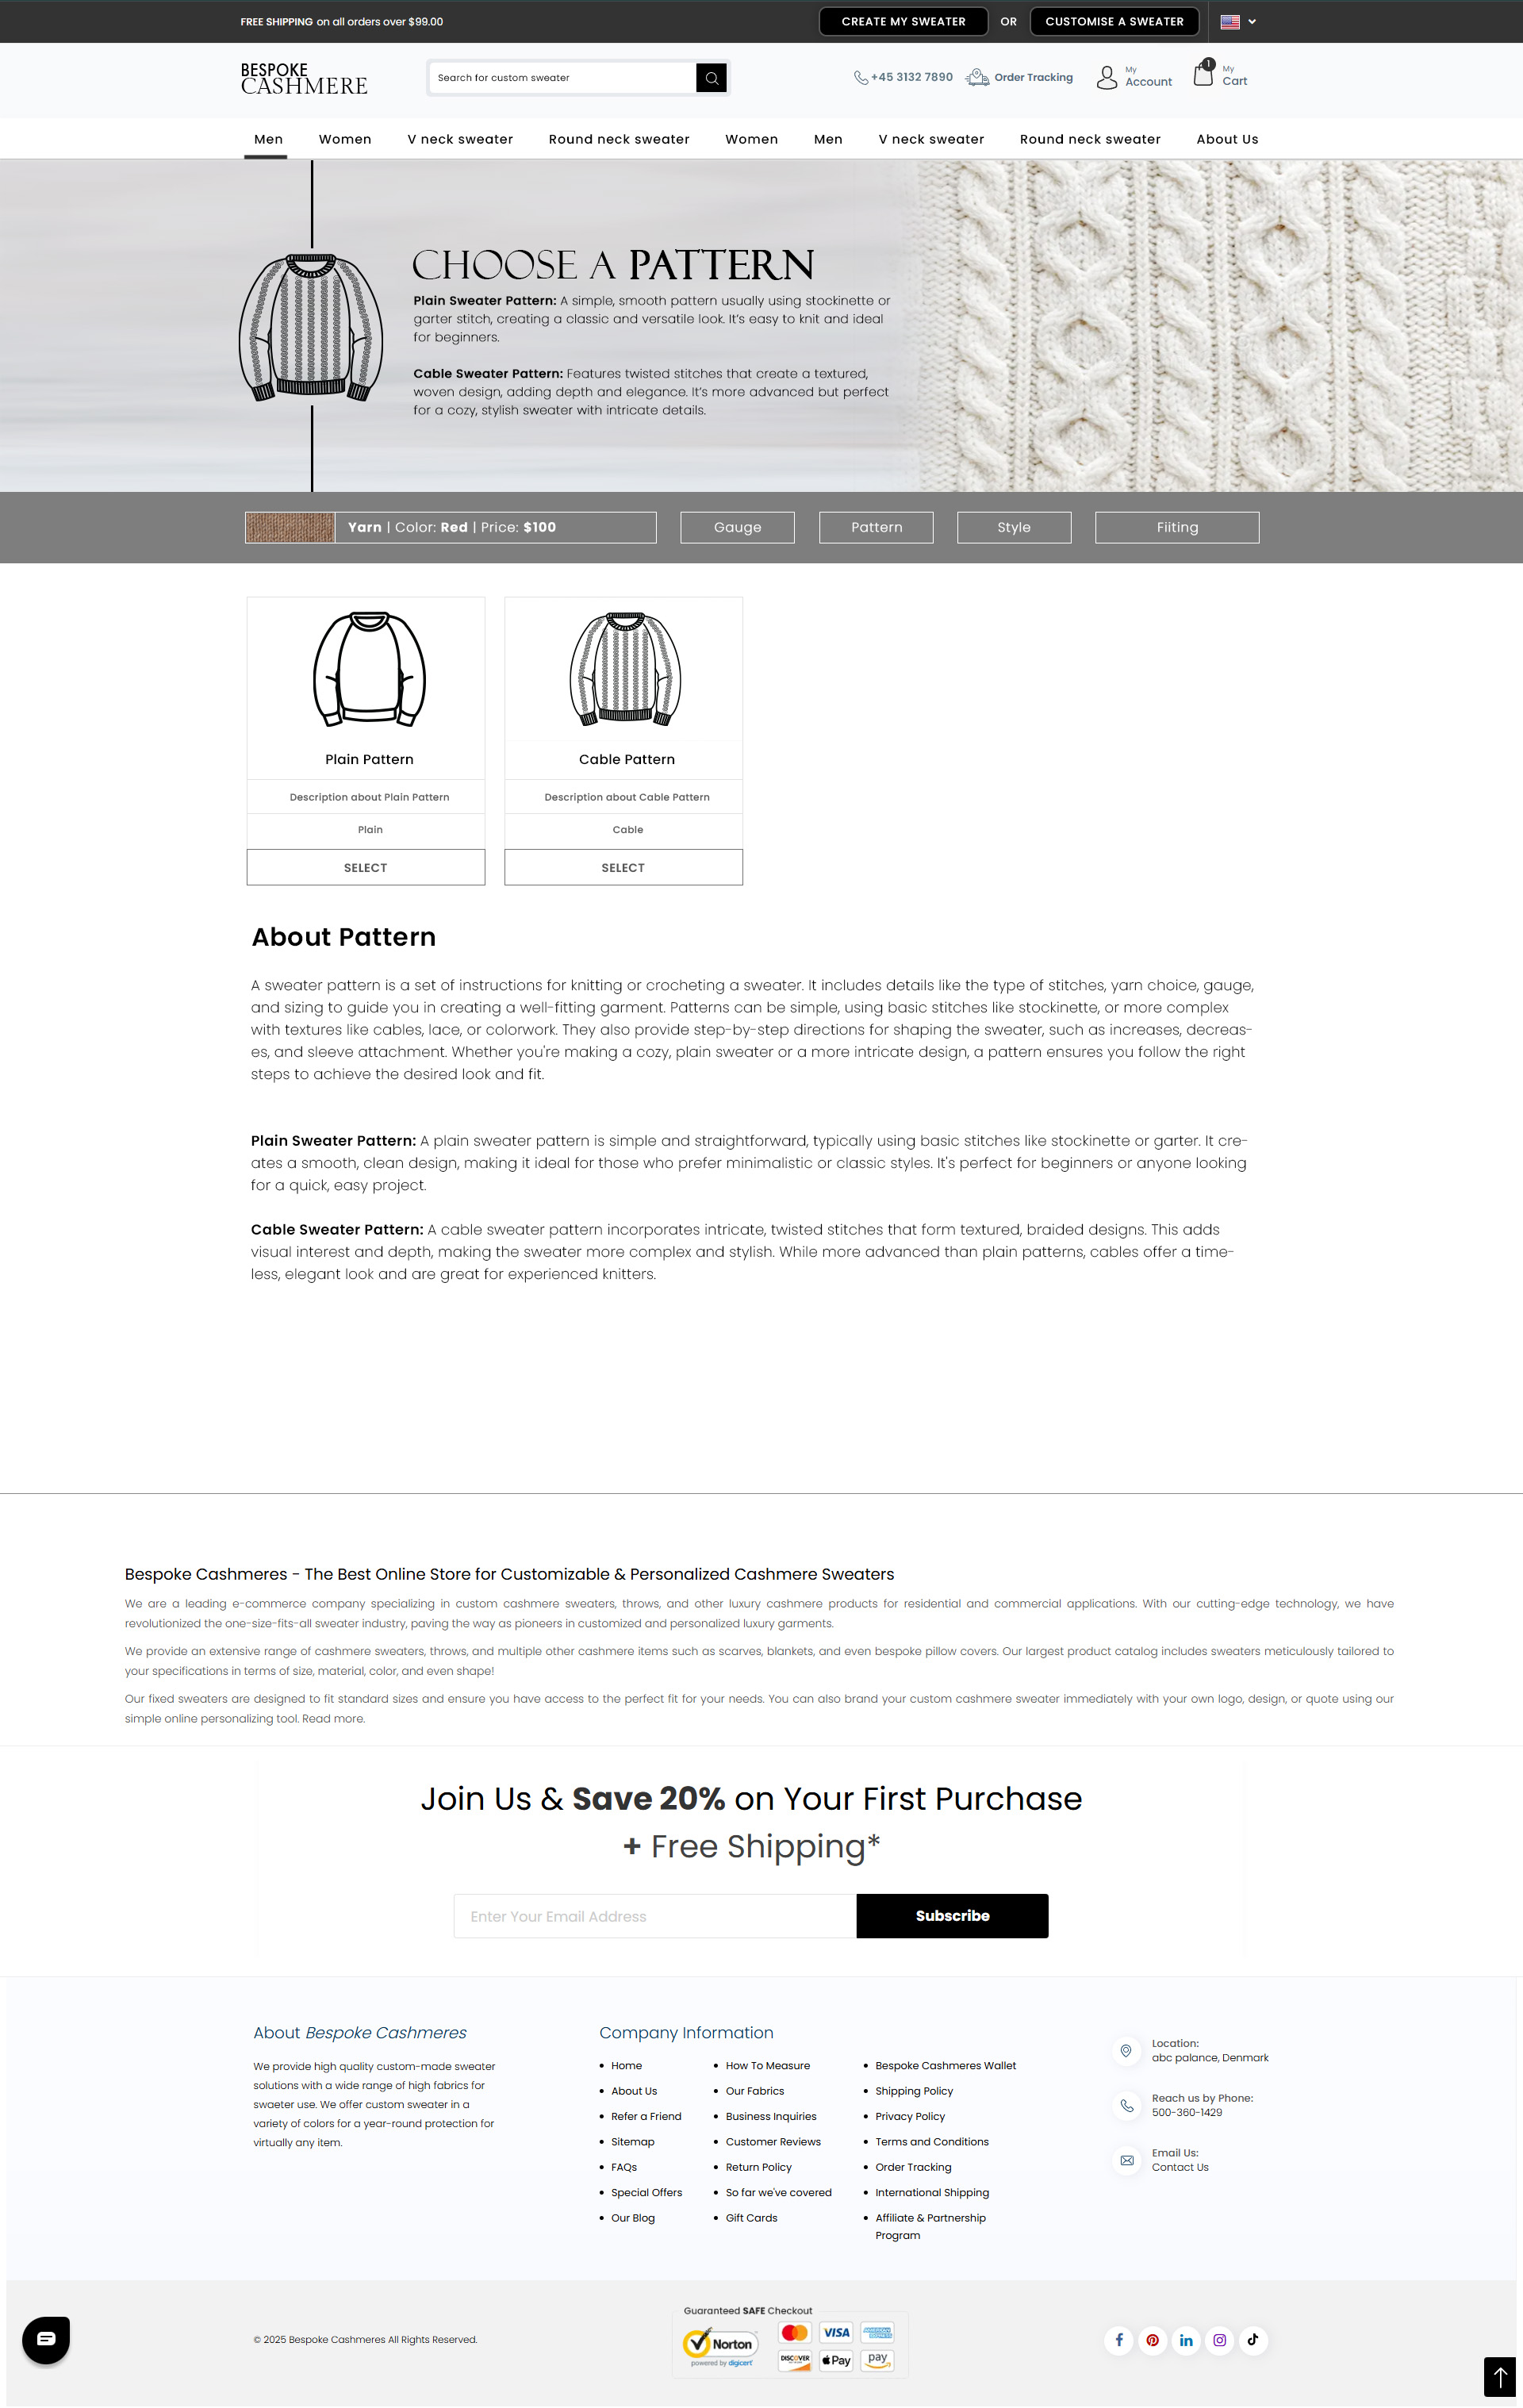 FREE SHIPPING on all orders over $99.00
CREATE MY SWEATER OR CUSTOMISE A SWEATER
BESPOKE
CASHMERE
Search for custom sweater
+45 3132 7890
Order Tracking
My
Account
1
My
Cart
Men Women V neck sweater Round neck sweater Women Men V neck sweater Round neck sweater About Us
CHOOSE A PATTERN
Plain Sweater Pattern: A simple, smooth pattern usually using stockinette or
garter stitch, creating a classic and versatile look. It's easy to knit and ideal
for beginners.
Cable Sweater Pattern: Features twisted stitches that create a textured,
woven design, adding depth and elegance. It's more advanced but perfect
for a cozy, stylish sweater with intricate details.
Yarn | Color: Red | Price: $100
Gauge
Pattern
Style
Fiiting
Plain Pattern
Description about Plain Pattern
Plain
SELECT
Cable Pattern
Description about Cable Pattern
Cable
SELECT
About Pattern
A sweater pattern is a set of instructions for knitting or crocheting a sweater. It includes details like the type of stitches, yarn choice, gauge,
and sizing to guide you in creating a well-fitting garment. Patterns can be simple, using basic stitches like stockinette, or more complex
with textures like cables, lace, or colorwork. They also provide step-by-step directions for shaping the sweater, such as increases, decreas-
es, and sleeve attachment. Whether you're making a cozy, plain sweater or a more intricate design, a pattern ensures you follow the right
steps to achieve the desired look and fit.
Plain Sweater Pattern: A plain sweater pattern is simple and straightforward, typically using basic stitches like stockinette or garter. It cre-
ates a smooth, clean design, making it ideal for those who prefer minimalistic or classic styles. It's perfect for beginners or anyone looking
for a quick, easy project.
Cable Sweater Pattern: A cable sweater pattern incorporates intricate, twisted stitches that form textured, braided designs. This adds
visual interest and depth, making the sweater more complex and stylish. While more advanced than plain patterns, cables offer a time-
less, elegant look and are great for experienced knitters.
Bespoke Cashmeres - The Best Online Store for Customizable & Personalized Cashmere Sweaters
We are a leading e-commerce company specializing in custom cashmere sweaters, throws, and other luxury cashmere products for residential and commercial applications. With our cutting-edge technology, we have
revolutionized the one-size-fits-all sweater industry, paving the way as pioneers in customized and personalized luxury garments.
We provide an extensive range of cashmere sweaters, throws, and multiple other cashmere items such as scarves, blankets, and even bespoke pillow covers. Our largest product catalog includes sweaters meticulously tailored to
your specifications in terms of size, material, color, and even shape!
Our fixed sweaters are designed to fit standard sizes and ensure you have access to the perfect fit for your needs. You can also brand your custom cashmere sweater immediately with your own logo, design, or quote using our
simple online personalizing tool. Read more.
Join Us & Save 20% on Your First Purchase
+ Free Shipping*
Enter Your Email Address
Subscribe
About Bespoke Cashmeres
We provide high quality custom-made sweater
solutions with a wide range of high fabrics for
swaeter use. We offer custom sweater in a
variety of colors for a year-round protection for
virtually any item.
Company Information
• Home
• About Us
• Refer a Friend
• Sitemap
• FAQs
• Special Offers
• Our Blog
• How To Measure
• Our Fabrics
• Business Inquiries
• Customer Reviews
• Return Policy
• So far we've covered
• Gift Cards
• Bespoke Cashmeres Wallet
• Shipping Policy
• Privacy Policy
• Terms and Conditions
• Order Tracking
• International Shipping
• Affiliate & Partnership
Program
Location:
abc palance, Denmark
Reach us by Phone:
500-360-1429
Email Us:
Contact Us
© 2025 Bespoke Cashmeres All Rights Reserved.
Guaranteed SAFE Checkout
Norton
powered by digicert
VISA
AMERICAN
EXPRESS
DISCOVER
Pay
pay
f
in